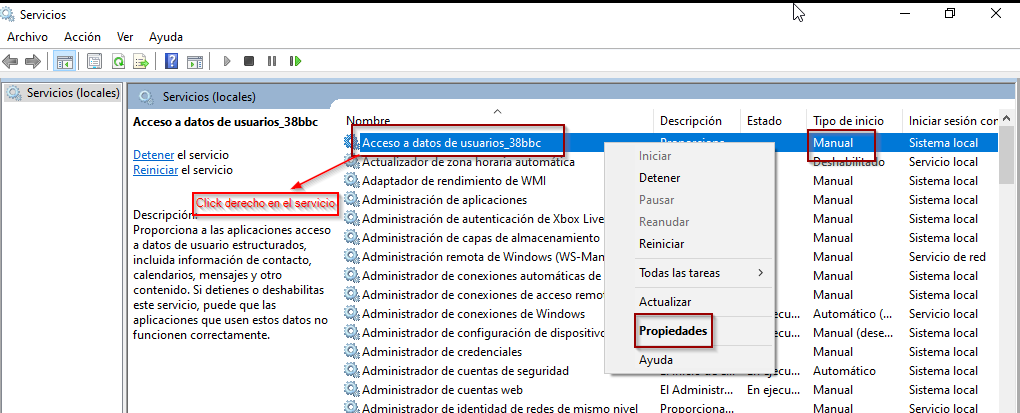 Servicios
Archivo Acción Ver Ayuda
Servicios (locales)
Servicios (locales)
Acceso a datos de usuarios_38bbc
Detener el servicio
Reiniciar el servicio
Click derecho en el servicio
Descripción:
Proporciona a las aplicaciones acceso
a datos de usuario estructurados,
incluida información de contacto,
calendarios, mensajes y otro
contenido. Si detienes o deshabilitas
este servicio, puede que las
aplicaciones que usen estos datos no
funcionen correctamente.
Nombre Descripción Estado Tipo de inicio Iniciar sesión con
Acceso a datos de usuarios_38bbc Manual Sistema local
Actualizador de zona horaria automática Deshabilitado Servicio local
Adaptador de rendimiento de WMI Manual Sistema local
Administración de aplicaciones Manual Sistema local
Administración de autenticación de Xbox Live Manual Sistema local
Administración de capas de almacenamiento Manual Sistema local
Administración remota de Windows (WS-Man Manual Servicio de red
Administrador de conexiones automáticas de Manual Sistema local
Administrador de conexiones de acceso remo Manual Sistema local
Administrador de conexiones de Windows ecu... Automático (... Servicio local
Administrador de configuración de dispositivo ecu... Manual (dese... Sistema local
Administrador de credenciales Manual Sistema local
Administrador de cuentas de seguridad En ejecu... Automático Sistema local
Administrador de cuentas web El Administr... En ejecu... Manual Sistema local
Administrador de identidad de redes de mismo nivel Proporciona... Manual Servicio local
Iniciar
Detener
Pausar
Reanudar
Reiniciar
Todas las tareas
Actualizar
Propiedades
Ayuda